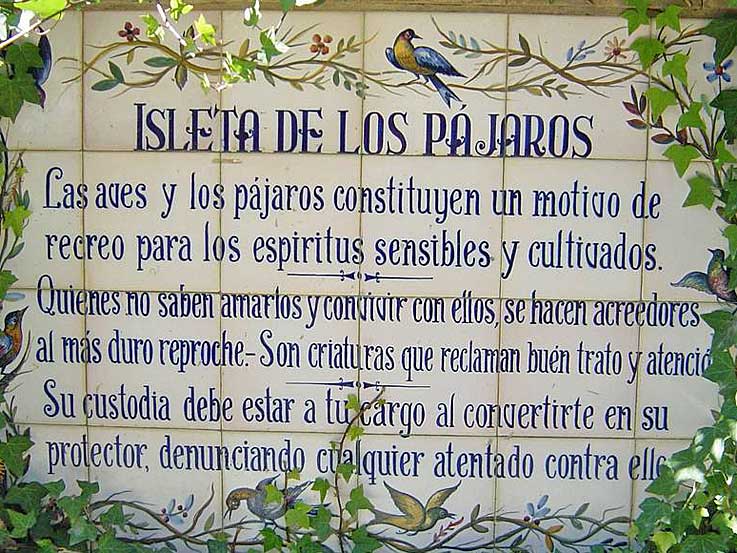 ISLETA DE LOS PÁJAROS
Las aves y los pájaros constituyen un motivo de
recreo para los espiritus sensibles y cultivados.
Quienes no saben amarlos y convivir con ellos, se hacen acreedores
al más duro reproche.- Son criaturas que reclaman buén trato y atenció
Su custodia debe estar a tu cargo al convertirte en su
protector, denunciando cualquier atentado contra ello